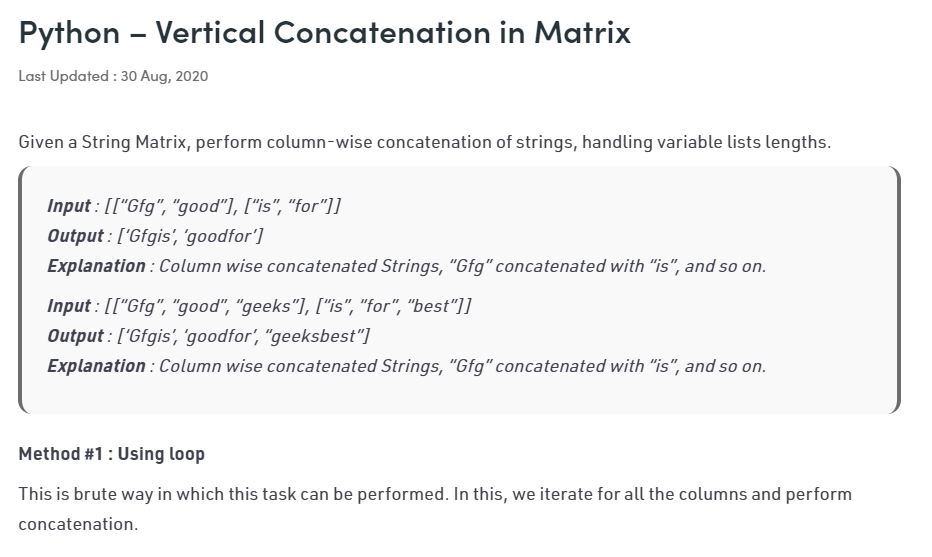 Python – Vertical Concatenation in Matrix
Last Updated : 30 Aug, 2020
Given a String Matrix, perform column-wise concatenation of strings, handling variable lists lengths.
Input : [[“Gfg”, “good”], [“is”, “for”]]
Output : [‘Gfgis’, ‘goodfor’]
Explanation : Column wise concatenated Strings, “Gfg” concatenated with “is”, and so on.
Input : [[“Gfg”, “good”, “geeks”], [“is”, “for”, “best”]]
Output : [‘Gfgis’, ‘goodfor’, “geeksbest”]
Explanation : Column wise concatenated Strings, “Gfg” concatenated with “is”, and so on.
Method #1 : Using loop
This is brute way in which this task can be performed. In this, we iterate for all the columns and perform
concatenation.